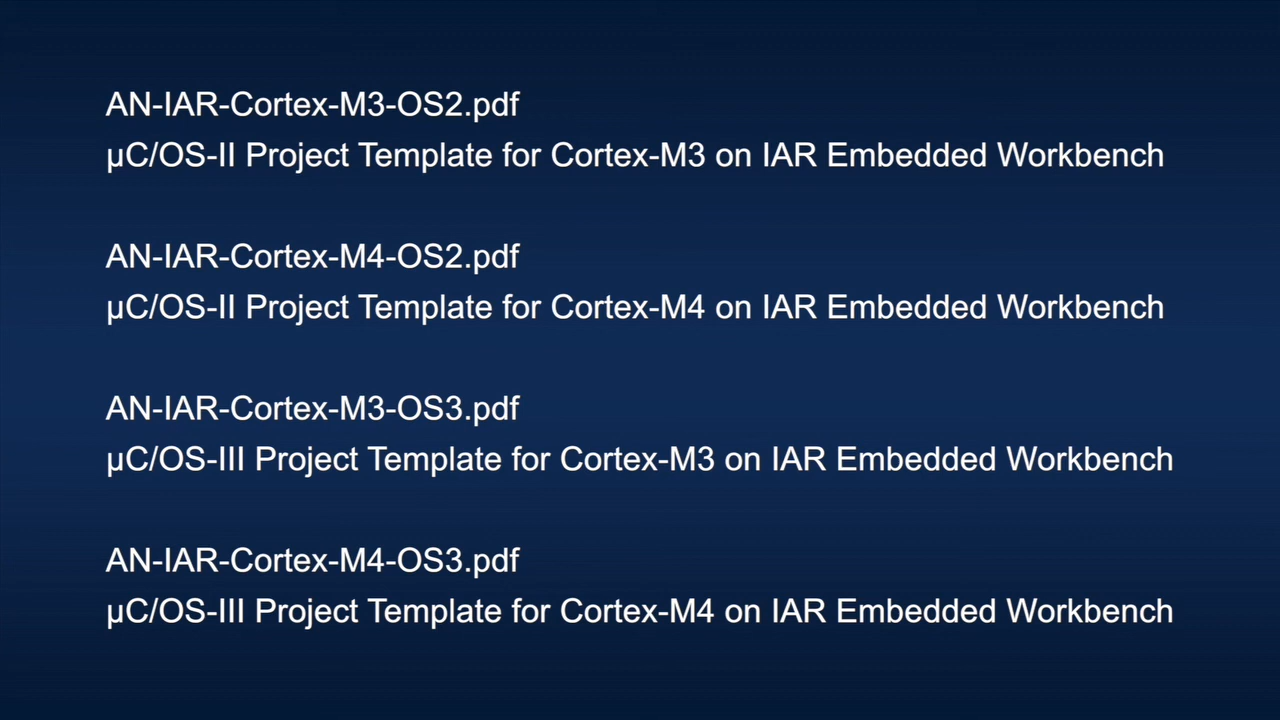 AN-IAR-Cortex-M3-OS2.pdf
µC/OS-II Project Template for Cortex-M3 on IAR Embedded Workbench
AN-IAR-Cortex-M4-OS2.pdf
µC/OS-II Project Template for Cortex-M4 on IAR Embedded Workbench
AN-IAR-Cortex-M3-OS3.pdf
µC/OS-III Project Template for Cortex-M3 on IAR Embedded Workbench
AN-IAR-Cortex-M4-OS3.pdf
µC/OS-III Project Template for Cortex-M4 on IAR Embedded Workbench